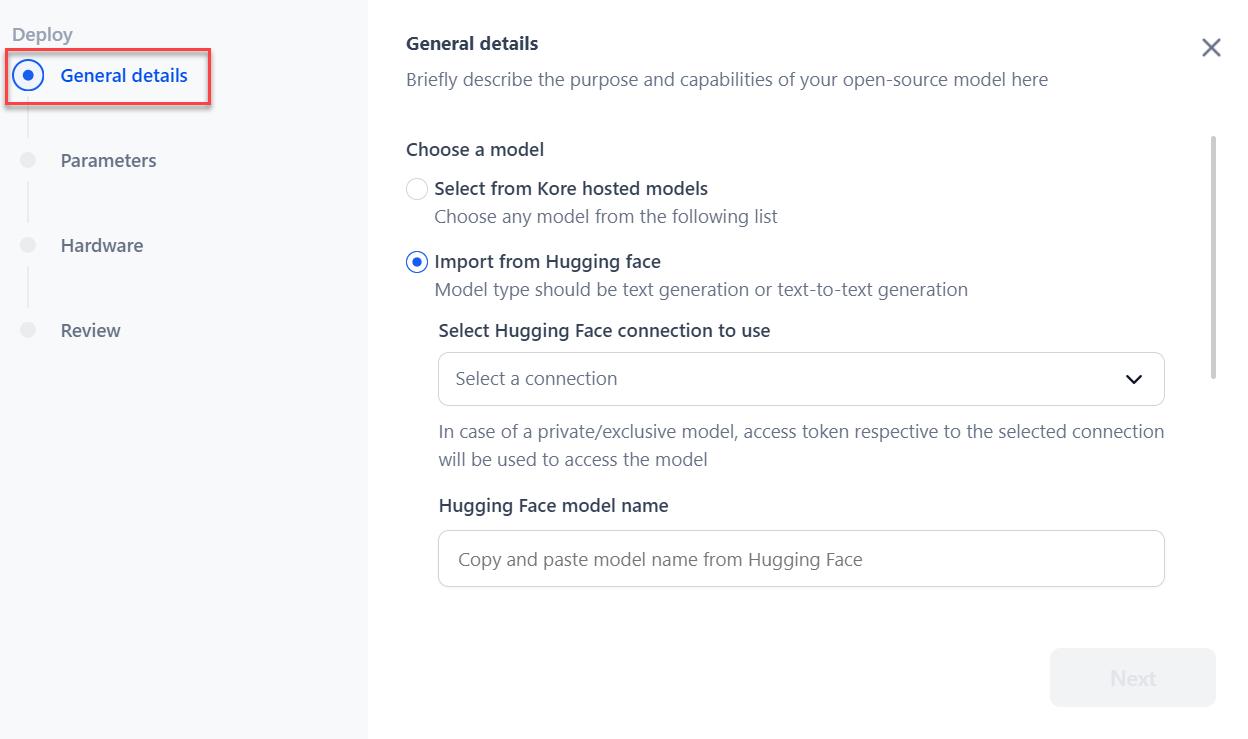 Deploy
General details
Parameters
Hardware
Review
General details
Briefly describe the purpose and capabilities of your open-source model here
Choose a model
Select from Kore hosted models
Choose any model from the following list
Import from Hugging face
Model type should be text generation or text-to-text generation
Select Hugging Face connection to use
Select a connection
In case of a private/exclusive model, access token respective to the selected connection
will be used to access the model
Hugging Face model name
Copy and paste model name from Hugging Face
Next